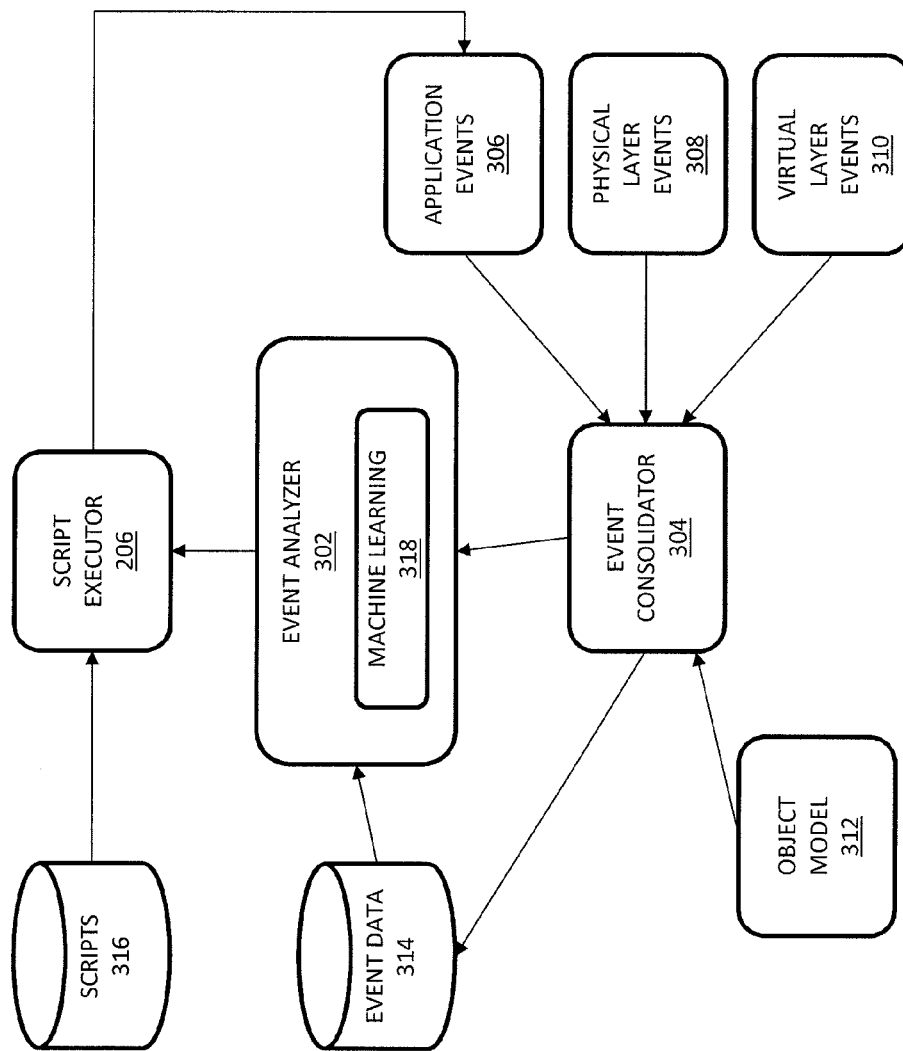 SCRIPTS
316
SCRIPT
EXECUTOR
206
EVENT DATA
314
EVENT ANALYZER
302
MACHINE LEARNING
318
APPLICATION
EVENTS
306
OBJECT
MODEL
312
EVENT
CONSOLIDATOR
304
PHYSICAL
LAYER
EVENTS
308
VIRTUAL
LAYER
EVENTS
310